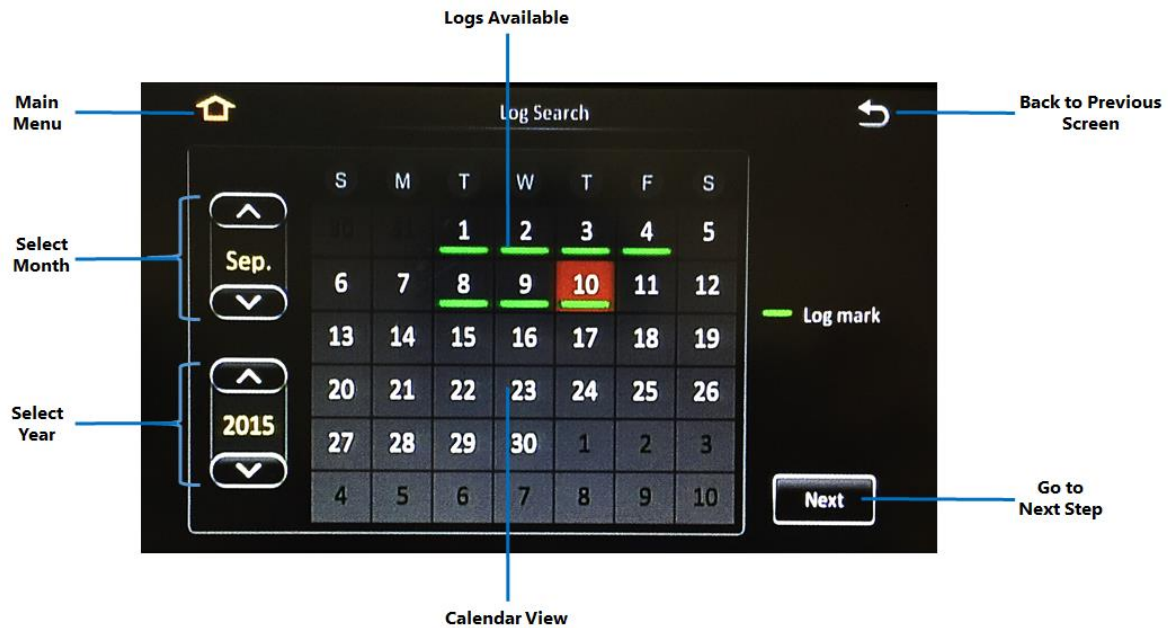 Logs Available
Main
Menu
Log Search
Back to Previous
Screen
S M T W T F S
30 31 1 2 3 4 5
Select
Month
Sep.
6 7 8 9 10 11 12
Log mark
13 14 15 16 17 18 19
20 21 22 23 24 25 26
Select
Year
2015
27 28 29 30 1 2 3
4 5 6 7 8 9 10
Next
Go to
Next Step
Calendar View